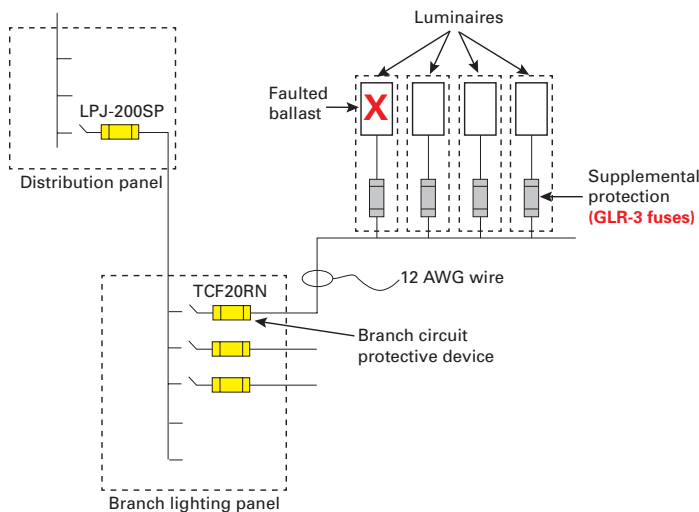 Luminaires
Faulted
ballast
X
LPJ-200SP
Distribution panel
Supplemental
protection
(GLR-3 fuses)
12 AWG wire
TCF20RN
Branch circuit
protective device
Branch lighting panel